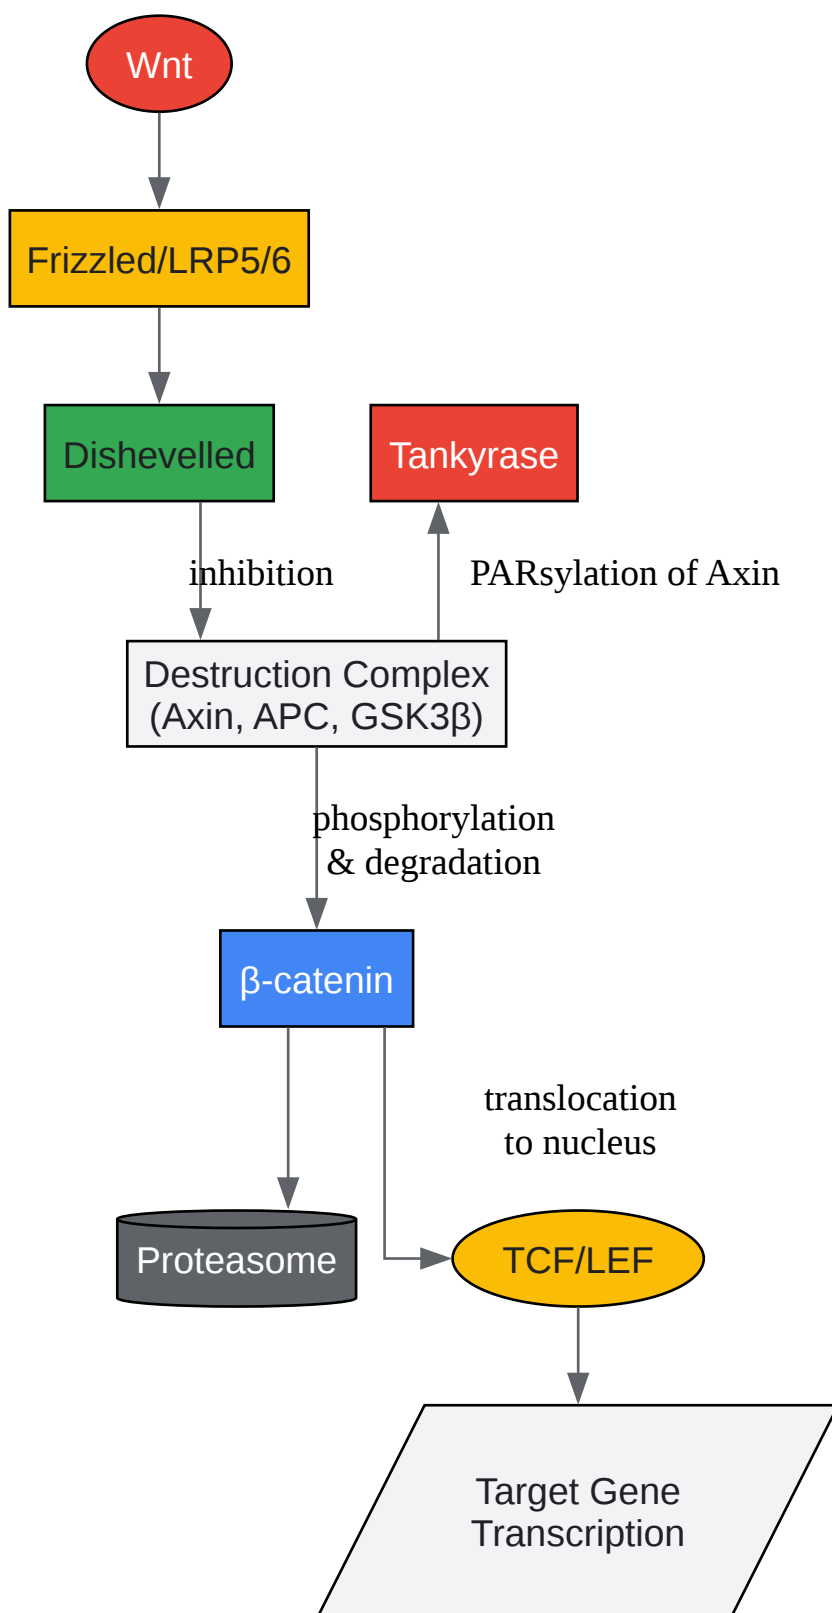 Wnt
Frizzled/LRP5/6
Dishevelled
Tankyrase
inhibition
PARsylation of Axin
Destruction Complex
(Axin, APC, GSK3β)
phosphorylation
& degradation
β-catenin
translocation
to nucleus
Proteasome
TCF/LEF
Target Gene
Transcription